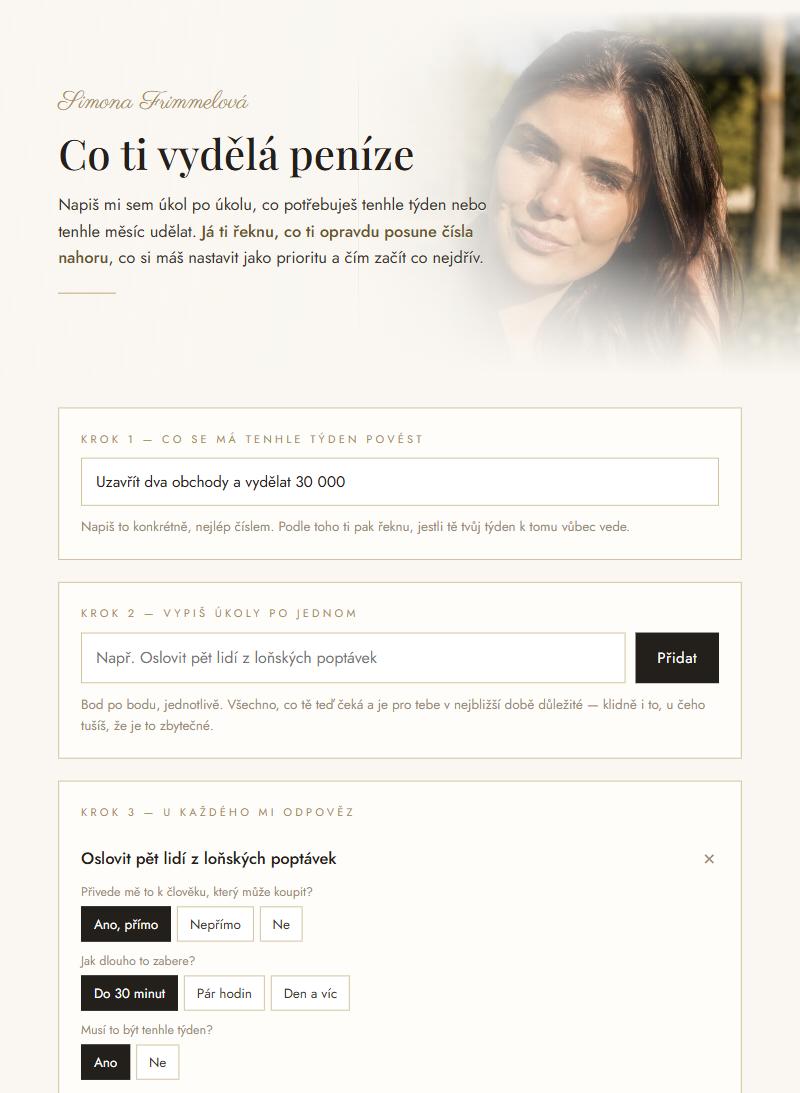 Simona Frimmelová
Co ti vydělá peníze
Napiš mi sem úkol po úkolu, co potřebuješ tenhle týden nebo
tenhle měsíc udělat. Já ti řeknu, co ti opravdu posune čísla
nahoru, co si máš nastavit jako prioritu a čím začít co nejdřív.
KROK 1 — CO SE MÁ TENHLE TÝDEN POVÉST
Uzavřít dva obchody a vydělat 30 000
Napiš to konkrétně, nejlép číslem. Podle toho ti pak řeknu, jestli tě tvůj týden k tomu vůbec vede.
KROK 2 — VYPIŠ ÚKOLY PO JEDNOM
Např. Oslovit pět lidí z loňských poptávek
Přidat
Bod po bodu, jednotlivě. Všechno, co tě teď čeká a je pro tebe v nejbližší době důležité — klidně i to, u čeho
tušíš, že je to zbytečné.
KROK 3 — U KAŽDÉHO MI ODPOVĚZ
Oslovit pět lidí z loňských poptávek ×
Přivede mě to k člověku, který může koupit?
Ano, přímo Nepřímo Ne
Jak dlouho to zabere?
Do 30 minut Pár hodin Den a víc
Musí to být tenhle týden?
Ano Ne